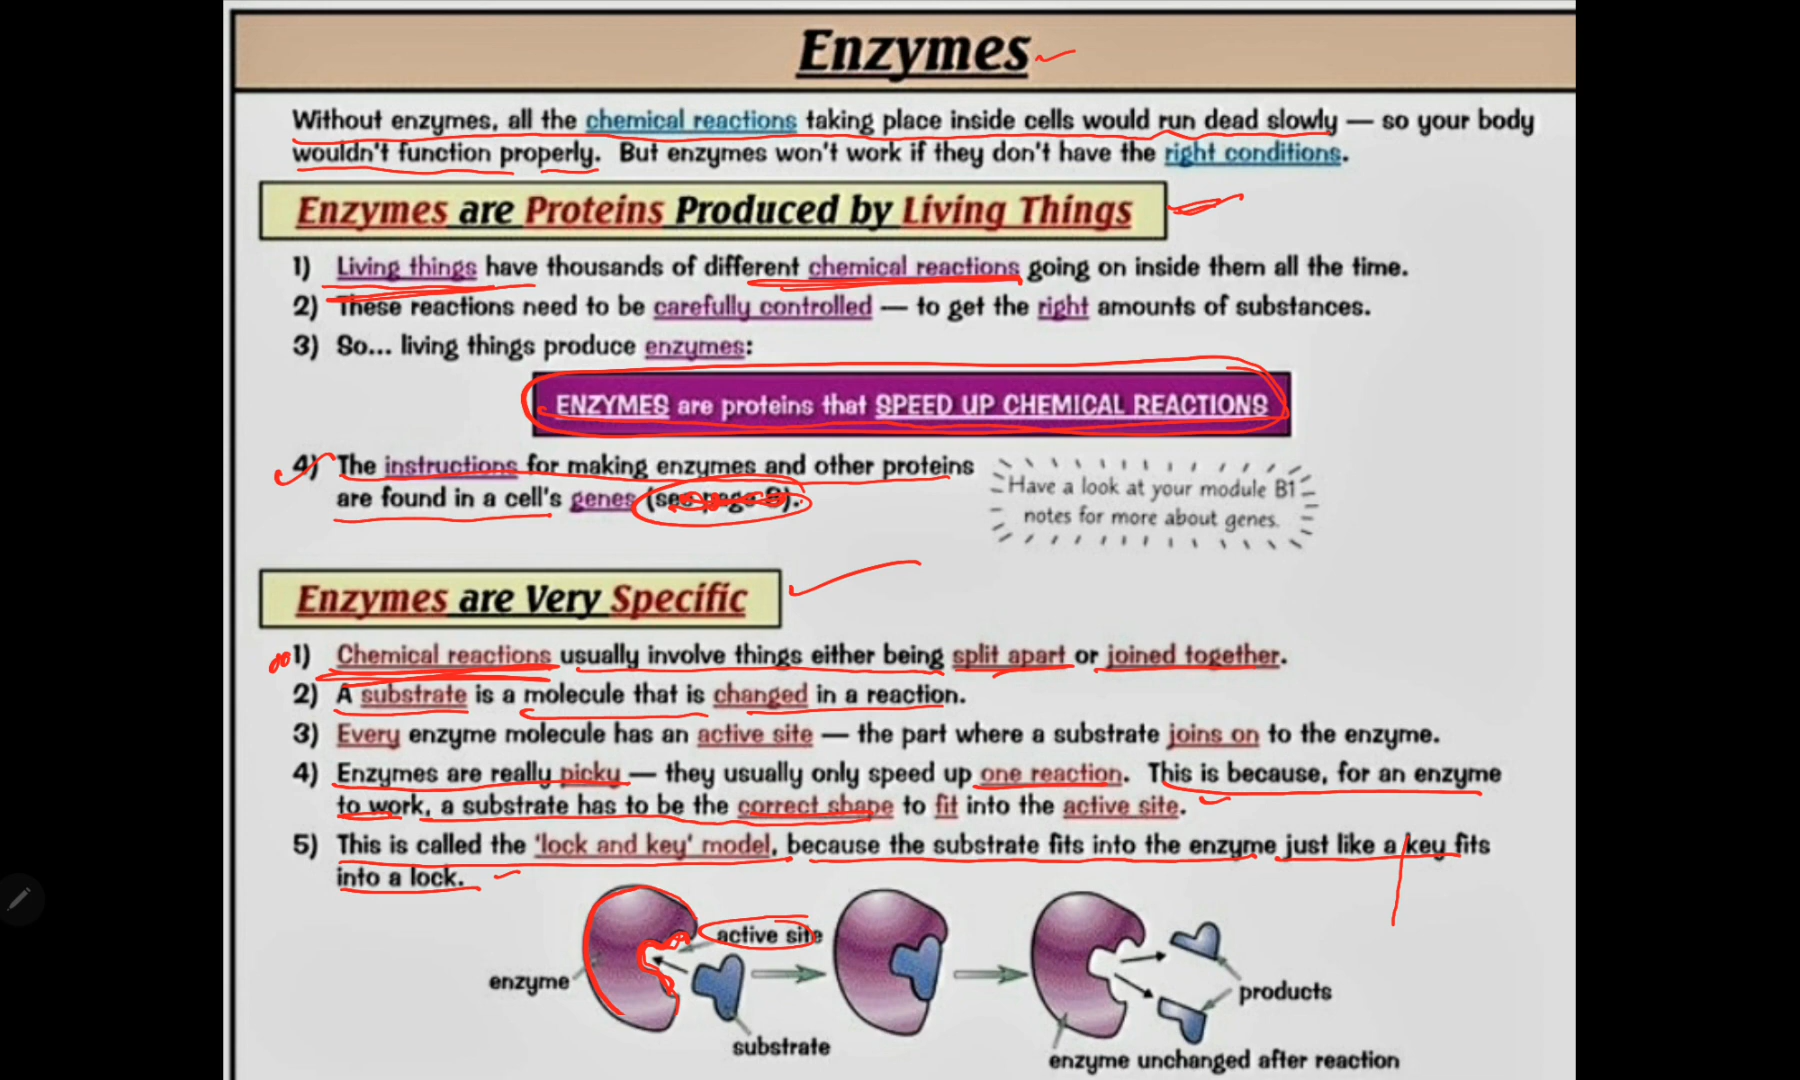 Enzymes
Without enzymes, all the chemical reactions taking place inside cells would run dead slowly — so your body
wouldn't function properly. But enzymes won't work if they don't have the right conditions.
Enzymes are Proteins Produced by Living Things
1) Living things have thousands of different chemical reactions going on inside them all the time.
2) These reactions need to be carefully controlled — to get the right amounts of substances.
3) So... living things produce enzymes:
ENZYMES are proteins that SPEED UP CHEMICAL REACTIONS
4) The instructions for making enzymes and other proteins
are found in a cell's genes (see page
Have a look at your module B1
notes for more about genes.
Enzymes are Very Specific
1) Chemical reactions usually involve things either being split apart or joined together.
2) A substrate is a molecule that is changed in a reaction.
3) Every enzyme molecule has an active site — the part where a substrate joins on to the enzyme.
4) Enzymes are really picky — they usually only speed up one reaction. This is because, for an enzyme
to work, a substrate has to be the correct shape to fit into the active site.
5) This is called the 'lock and key' model, because the substrate fits into the enzyme just like a key fits
into a lock.
active site
enzyme
products
substrate
enzyme unchanged after reaction